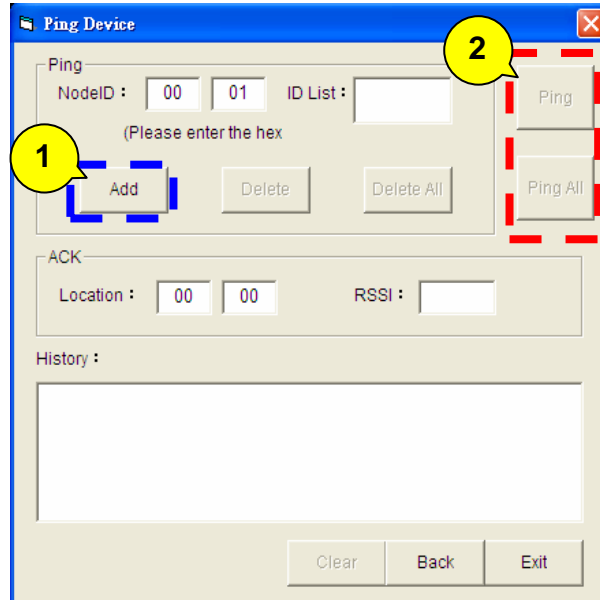 Ping Device
2
Ping
NodeID： 00 01 ID List：
Ping
(Please enter the hex
1
Add Delete Delete All
Ping All
ACK
Location： 00 00 RSSI：
History：
Clear Back Exit